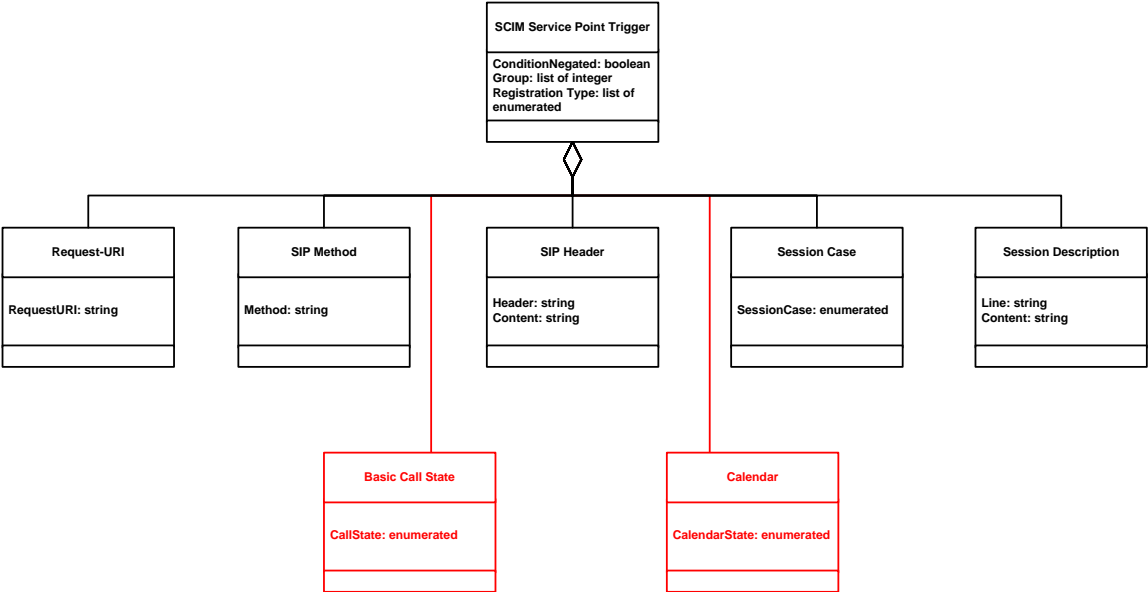 SCIM Service Point Trigger
ConditionNegated: boolean
Group: list of integer
Registration Type: list of
enumerated
Request-URI
RequestURI: string
SIP Method
Method: string
SIP Header
Header: string
Content: string
Session Case
SessionCase: enumerated
Session Description
Line: string
Content: string
Basic Call State
CallState: enumerated
Calendar
CalendarState: enumerated